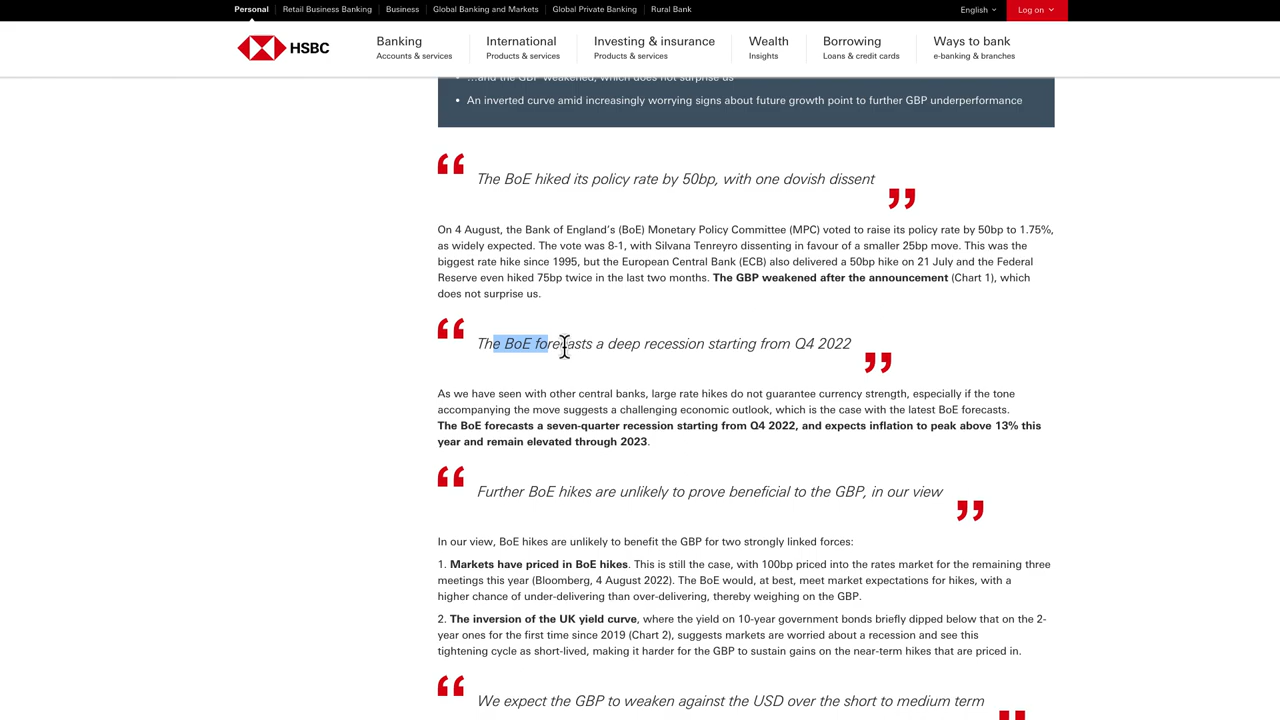 Personal
Retail Business Banking
Business
Global Banking and Markets
Global Private Banking
Rural Bank
English
Log on
HSBC
Banking
Accounts & services
International
Products & services
Investing & insurance
Products & services
Wealth
Insights
Borrowing
Loans & credit cards
Ways to bank
e-banking & branches
• …and the GBP weakened, which does not surprise us
• An inverted curve amid increasingly worrying signs about future growth point to further GBP underperformance
“ The BoE hiked its policy rate by 50bp, with one dovish dissent ”
On 4 August, the Bank of England’s (BoE) Monetary Policy Committee (MPC) voted to raise its policy rate by 50bp to 1.75%,
as widely expected. The vote was 8-1, with Silvana Tenreyro dissenting in favour of a smaller 25bp move. This was the
biggest rate hike since 1995, but the European Central Bank (ECB) also delivered a 50bp hike on 21 July and the Federal
Reserve even hiked 75bp twice in the last two months. The GBP weakened after the announcement (Chart 1), which
does not surprise us.
“ The BoE forecasts a deep recession starting from Q4 2022 ”
As we have seen with other central banks, large rate hikes do not guarantee currency strength, especially if the tone
accompanying the move suggests a challenging economic outlook, which is the case with the latest BoE forecasts.
The BoE forecasts a seven-quarter recession starting from Q4 2022, and expects inflation to peak above 13% this
year and remain elevated through 2023.
“ Further BoE hikes are unlikely to prove beneficial to the GBP, in our view ”
In our view, BoE hikes are unlikely to benefit the GBP for two strongly linked forces:
1. Markets have priced in BoE hikes. This is still the case, with 100bp priced into the rates market for the remaining three
meetings this year (Bloomberg, 4 August 2022). The BoE would, at best, meet market expectations for hikes, with a
higher chance of under-delivering than over-delivering, thereby weighing on the GBP.
2. The inversion of the UK yield curve, where the yield on 10-year government bonds briefly dipped below that on the 2-
year ones for the first time since 2019 (Chart 2), suggests markets are worried about a recession and see this
tightening cycle as short-lived, making it harder for the GBP to sustain gains on the near-term hikes that are priced in.
“ We expect the GBP to weaken against the USD over the short to medium term ”